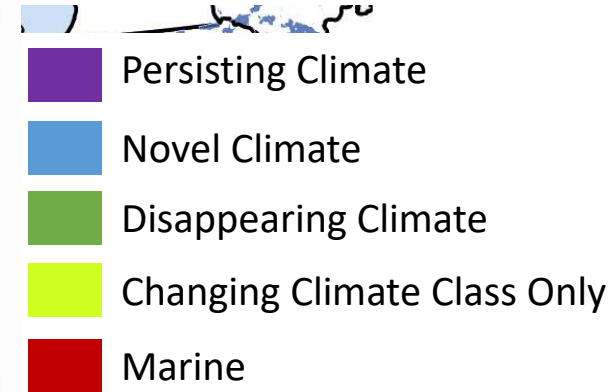 Persisting Climate
Novel Climate
Disappearing Climate
Changing Climate Class Only
Marine